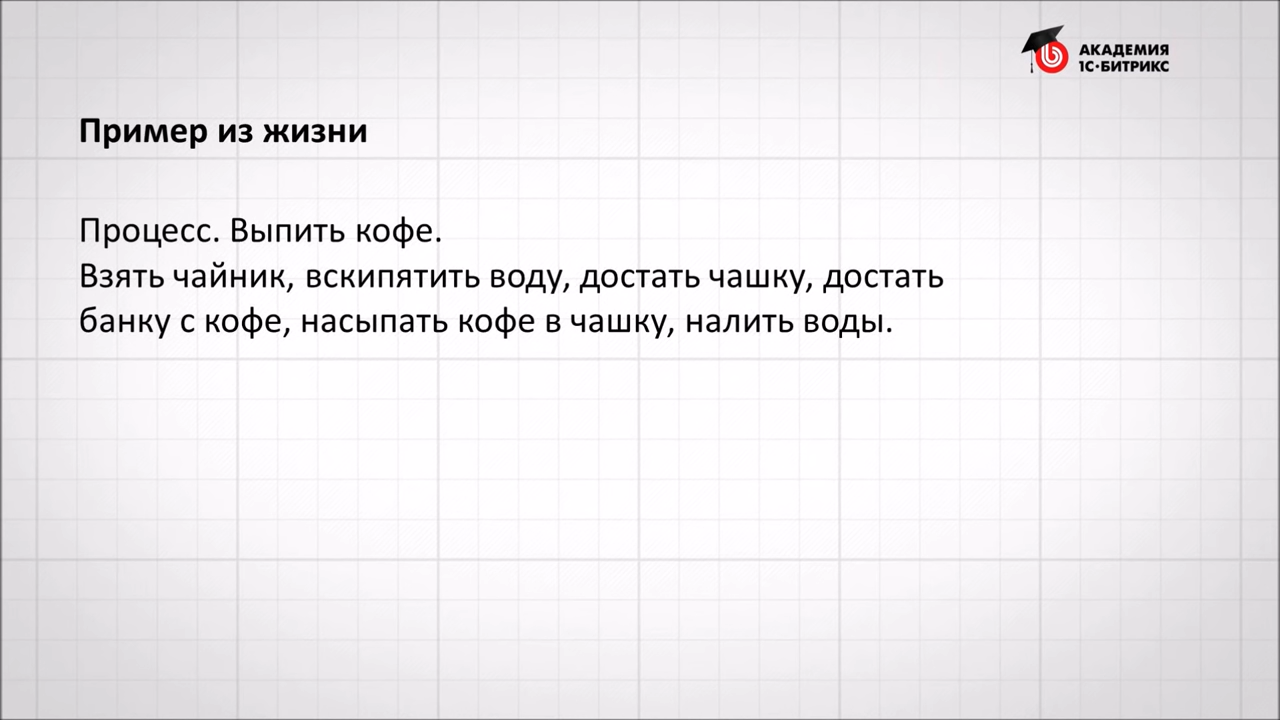 АКАДЕМИЯ
1С•БИТРИКС
Пример из жизни
Процесс. Выпить кофе.
Взять чайник, вскипятить воду, достать чашку, достать
банку с кофе, насыпать кофе в чашку, налить воды.